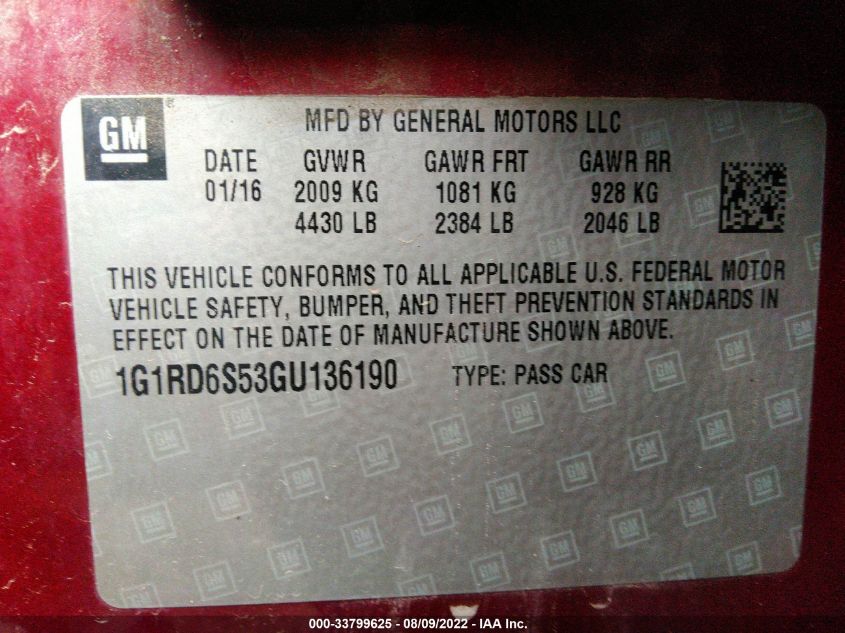 GM
MFD BY GENERAL MOTORS LLC
DATE GVWR GAWR FRT GAWR RR
01/16 2009 KG 1081 KG 928 KG
4430 LB 2384 LB 2046 LB
THIS VEHICLE CONFORMS TO ALL APPLICABLE U.S. FEDERAL MOTOR
VEHICLE SAFETY, BUMPER, AND THEFT PREVENTION STANDARDS IN
EFFECT ON THE DATE OF MANUFACTURE SHOWN ABOVE.
1G1RD6S53GU136190 TYPE: PASS CAR
000-33799625 - 08/09/2022 - IAA Inc.